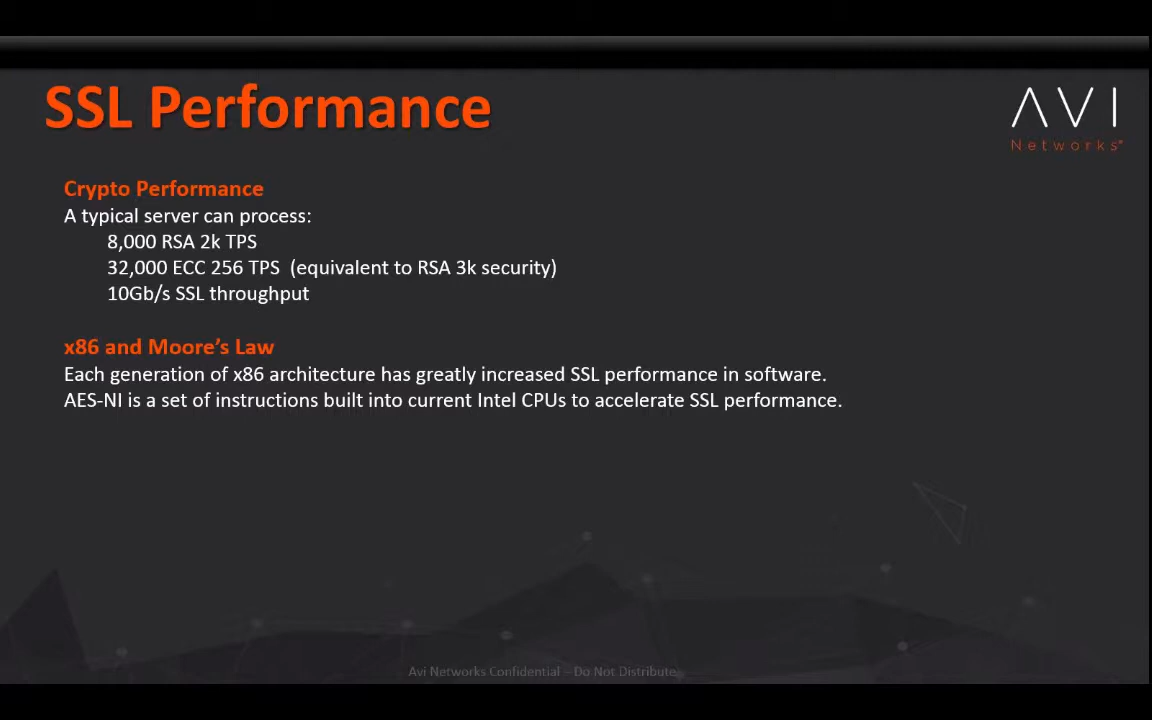 SSL Performance
AVI
Networks®
Crypto Performance
A typical server can process:
8,000 RSA 2k TPS
32,000 ECC 256 TPS (equivalent to RSA 3k security)
10Gb/s SSL throughput
x86 and Moore’s Law
Each generation of x86 architecture has greatly increased SSL performance in software.
AES-NI is a set of instructions built into current Intel CPUs to accelerate SSL performance.
Avi Networks Confidential – Do Not Distribute